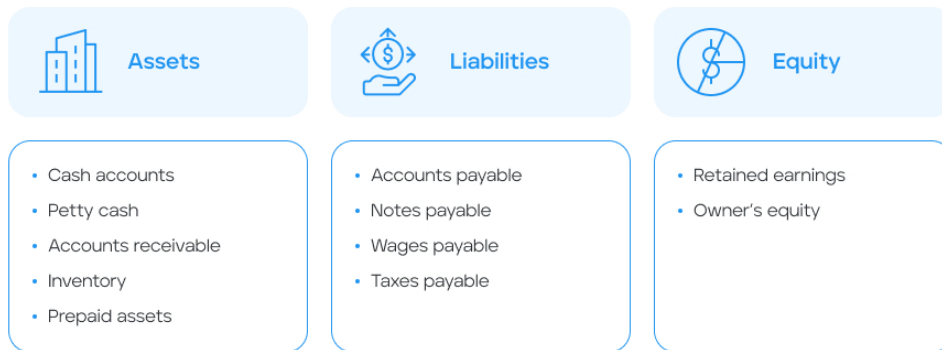 Assets
Cash accounts
Petty cash
Accounts receivable
Inventory
Prepaid assets
Liabilities
Accounts payable
Notes payable
Wages payable
Taxes payable
Equity
Retained earnings
Owner's equity